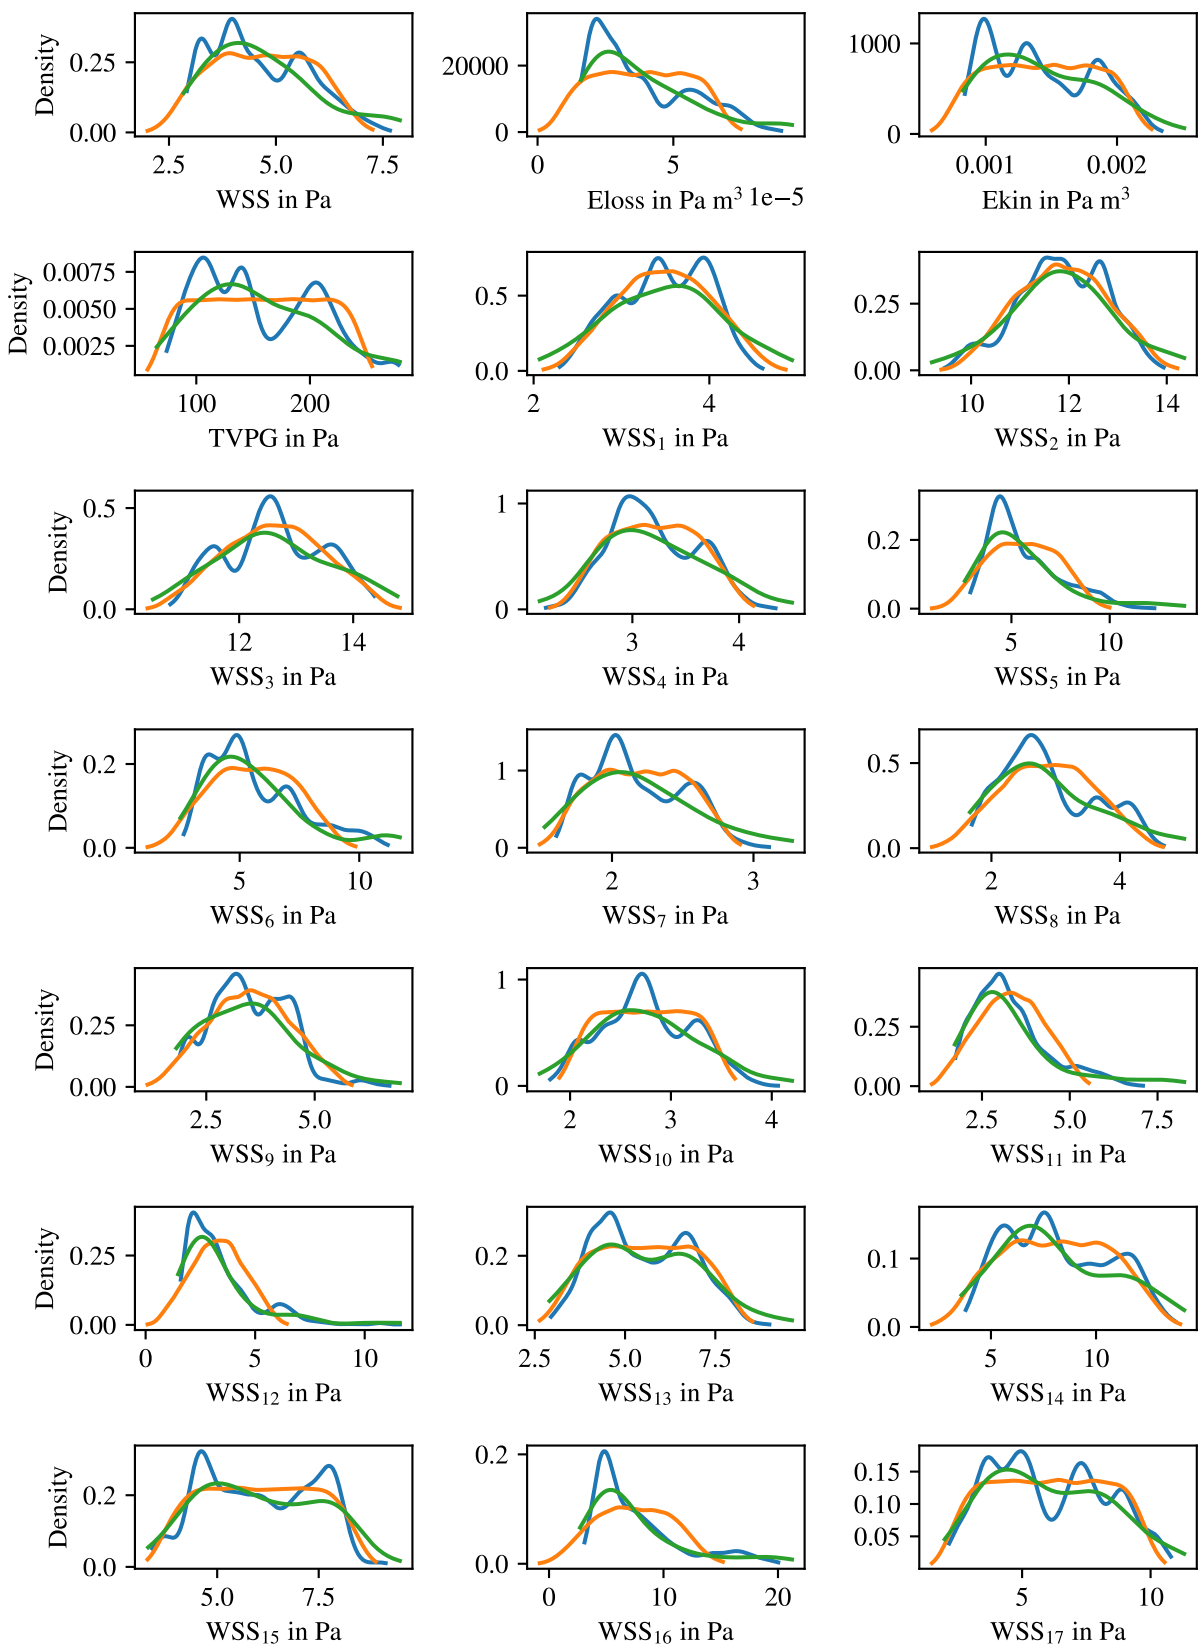 Density
0.25
0.00
2.5 5.0 7.5
WSS in Pa
20000
0
0 5
Eloss in Pa m³ 1e−5
1000
0
0.001 0.002
Ekin in Pa m³
Density
0.0075
0.0050
0.0025
100 200
TVPG in Pa
0.5
0.0
2 4
WSS₁ in Pa
0.25
0.00
10 12 14
WSS₂ in Pa
Density
0.5
0.0
12 14
WSS₃ in Pa
1
0
3 4
WSS₄ in Pa
0.2
0.0
5 10
WSS₅ in Pa
Density
0.2
0.0
5 10
WSS₆ in Pa
1
0
2 3
WSS₇ in Pa
0.5
0.0
2 4
WSS₈ in Pa
Density
0.25
0.00
2.5 5.0
WSS₉ in Pa
1
0
2 3 4
WSS₁₀ in Pa
0.25
0.00
2.5 5.0 7.5
WSS₁₁ in Pa
Density
0.25
0.00
0 5 10
WSS₁₂ in Pa
0.2
0.0
2.5 5.0 7.5
WSS₁₃ in Pa
0.1
0.0
5 10
WSS₁₄ in Pa
Density
0.2
0.0
5.0 7.5
WSS₁₅ in Pa
0.2
0.0
0 10 20
WSS₁₆ in Pa
0.15
0.10
0.05
5 10
WSS₁₇ in Pa